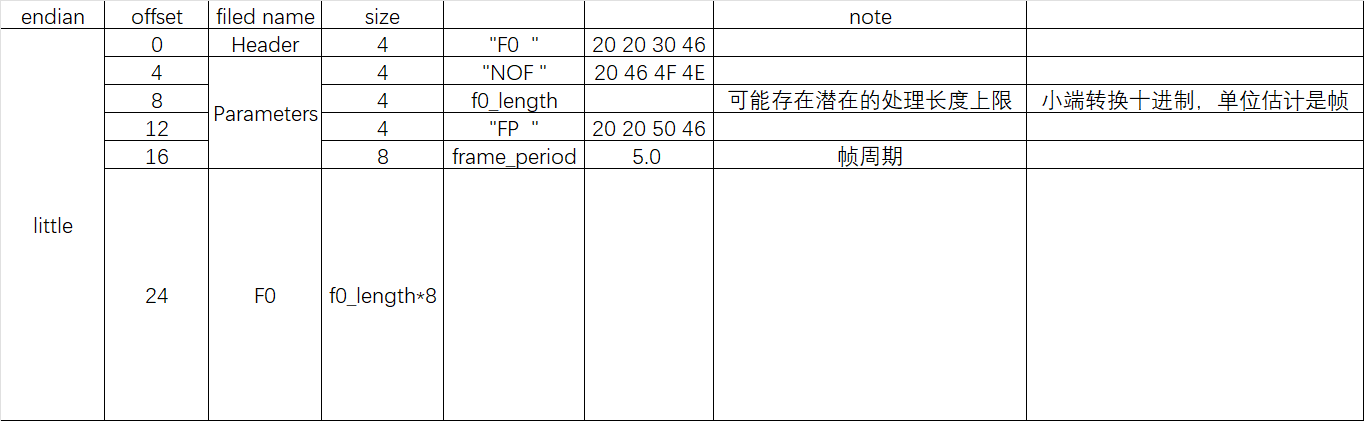 endian offset filed name size note
0 Header 4 "F0  " 20 20 30 46
4 4 "NOF " 20 46 4F 4E
8 4 f0_length 可能存在潜在的处理长度上限 小端转换十进制，单位估计是帧
Parameters
12 4 "FP  " 20 20 50 46
16 8 frame_period 5.0 帧周期
little
24 F0 f0_length*8